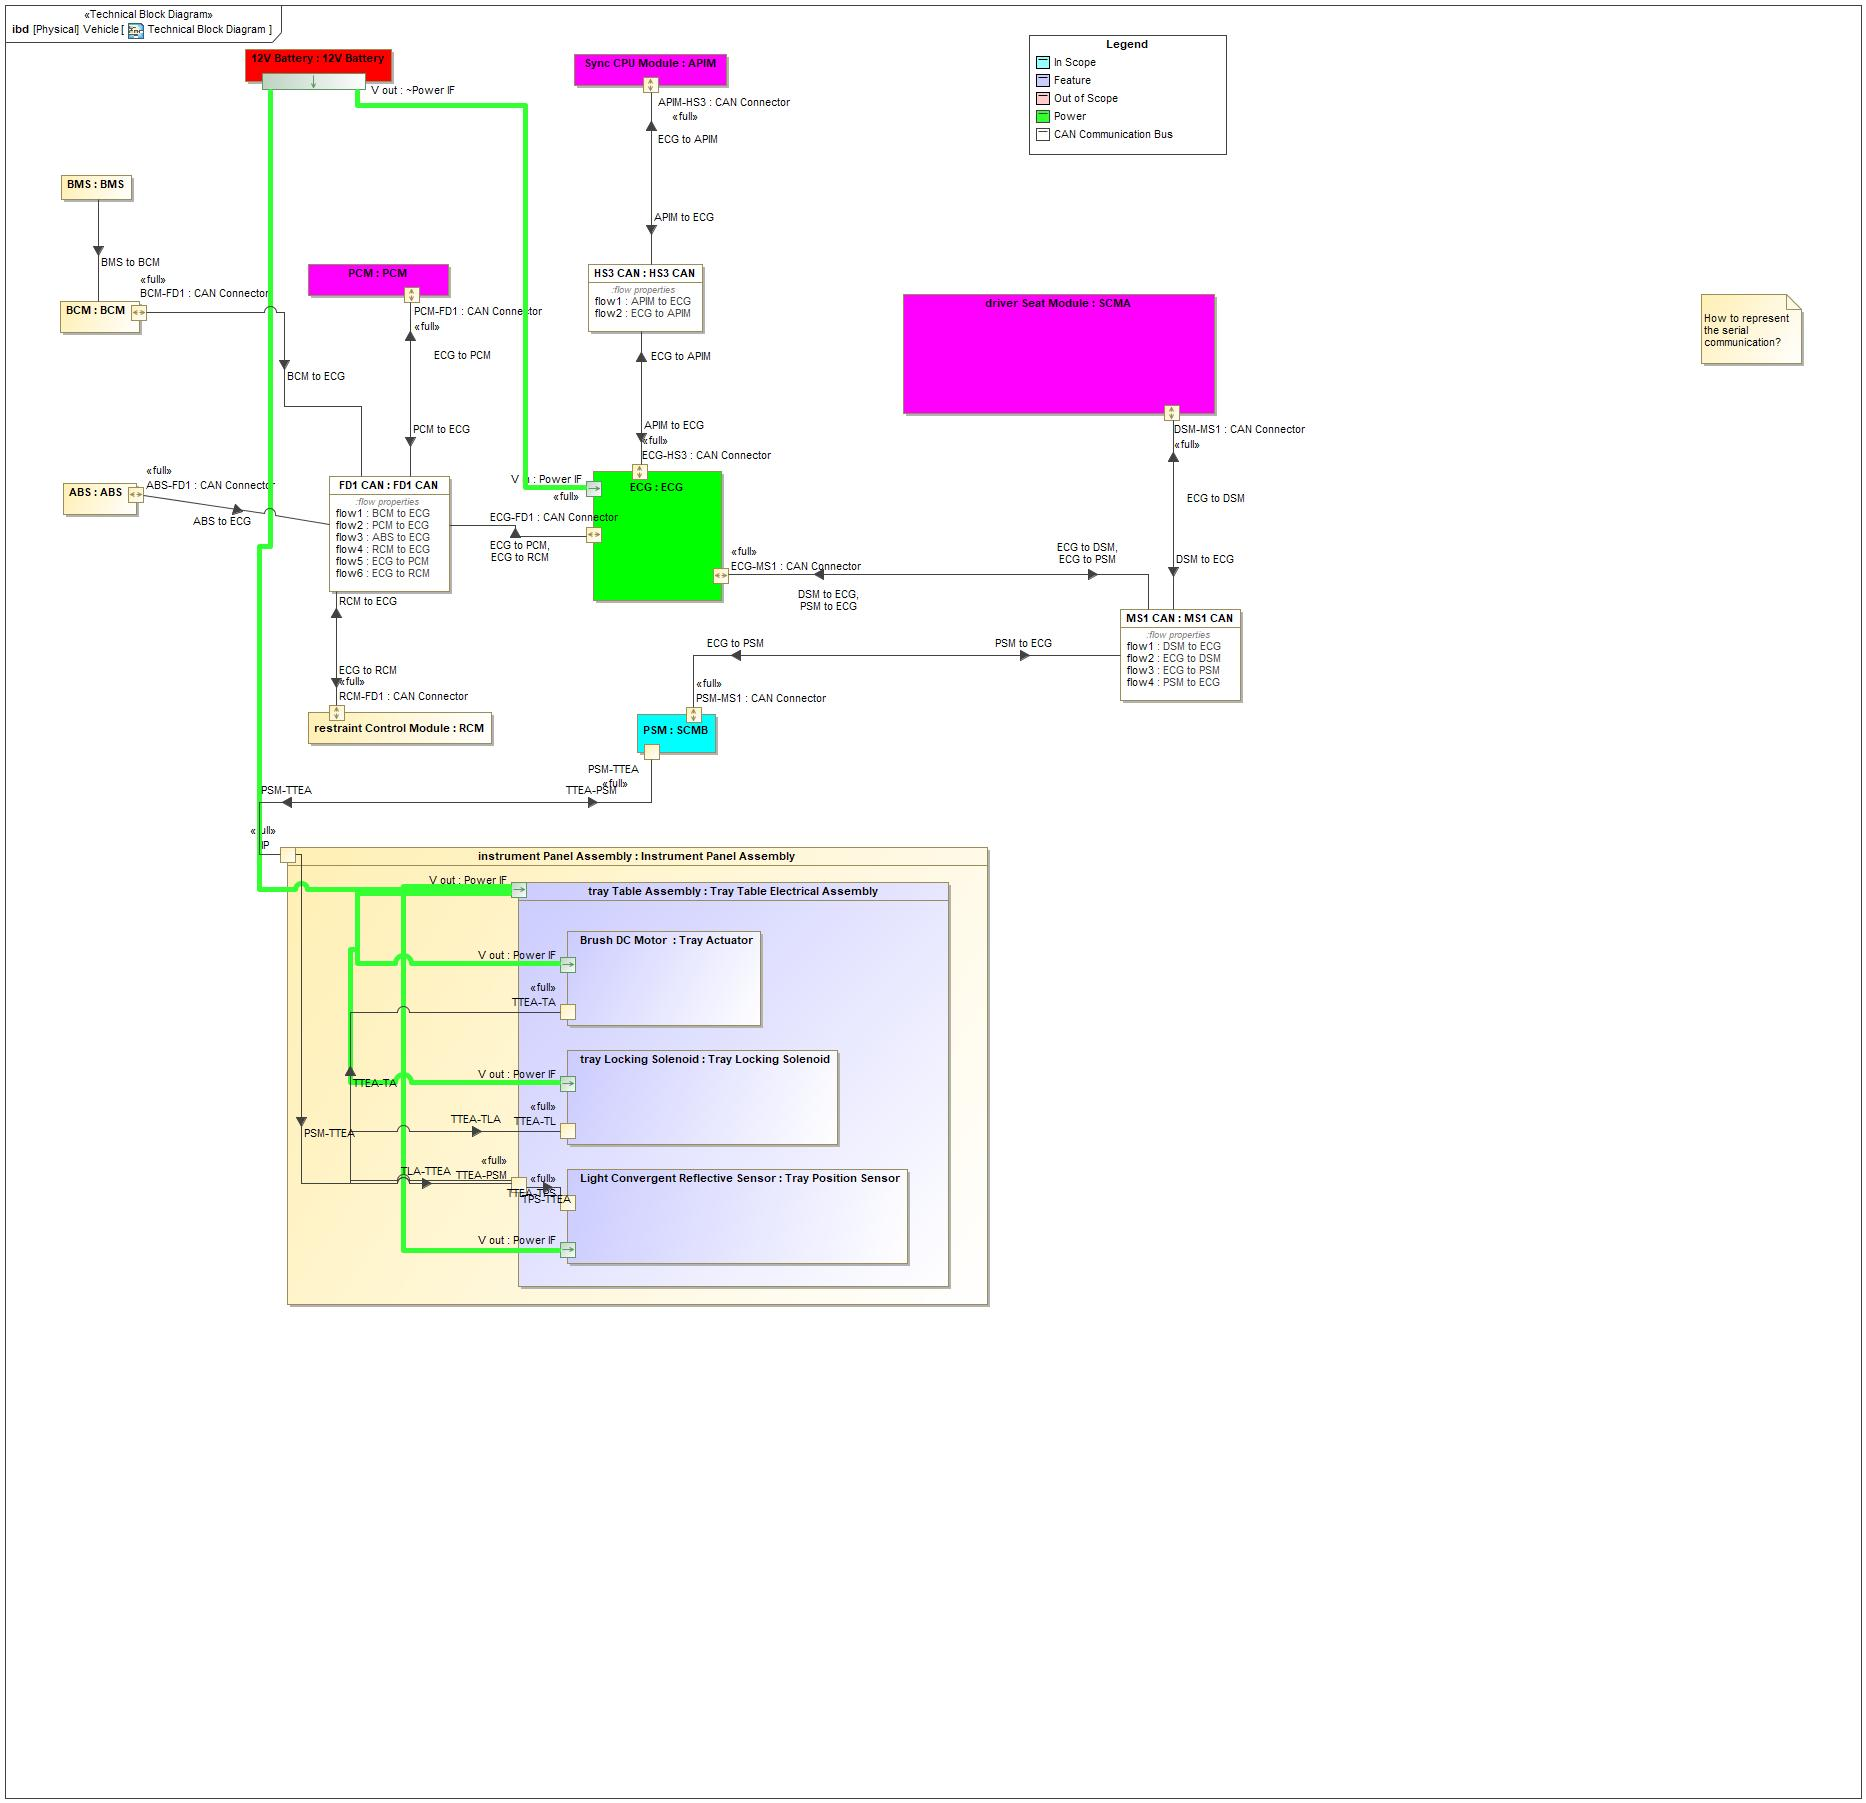 «Technical Block Diagram»
ibd [Physical] Vehicle [ Technical Block Diagram ]
12V Battery : 12V Battery
V out : ~Power IF
Sync CPU Module : APIM
APIM-HS3 : CAN Connector
«full»
ECG to APIM
APIM to ECG
Legend
In Scope
Feature
Out of Scope
Power
CAN Communication Bus
BMS : BMS
BMS to BCM
«full»
BCM-FD1 : CAN Connector
BCM : BCM
BCM to ECG
PCM : PCM
PCM-FD1 : CAN Connector
«full»
ECG to PCM
PCM to ECG
HS3 CAN : HS3 CAN
:flow properties
flow1 : APIM to ECG
flow2 : ECG to APIM
ECG to APIM
APIM to ECG
«full»
ECG-HS3 : CAN Connector
driver Seat Module : SCMA
DSM-MS1 : CAN Connector
«full»
ECG to DSM
DSM to ECG
How to represent
the serial
communication?
«full»
ABS-FD1 : CAN Connector
ABS : ABS
ABS to ECG
FD1 CAN : FD1 CAN
:flow properties
flow1 : BCM to ECG
flow2 : PCM to ECG
flow3 : ABS to ECG
flow4 : RCM to ECG
flow5 : ECG to PCM
flow6 : ECG to RCM
V : Power IF
«full»
ECG : ECG
ECG-FD1 : CAN Connector
ECG to PCM,
ECG to RCM
«full»
ECG-MS1 : CAN Connector
ECG to DSM,
ECG to PSM
DSM to ECG,
PSM to ECG
MS1 CAN : MS1 CAN
:flow properties
flow1 : DSM to ECG
flow2 : ECG to DSM
flow3 : ECG to PSM
flow4 : PSM to ECG
RCM to ECG
ECG to RCM
«full»
RCM-FD1 : CAN Connector
restraint Control Module : RCM
ECG to PSM
PSM to ECG
«full»
PSM-MS1 : CAN Connector
PSM : SCMB
PSM-TTEA
«full»
PSM-TTEA
TTEA-PSM
«full»
IP
instrument Panel Assembly : Instrument Panel Assembly
V out : Power IF
tray Table Assembly : Tray Table Electrical Assembly
Brush DC Motor : Tray Actuator
V out : Power IF
«full»
TTEA-TA
tray Locking Solenoid : Tray Locking Solenoid
V out : Power IF
TTEA-TA
«full»
TTEA-TL
TTEA-TLA
PSM-TTEA
«full»
TLA-TTEA
TTEA-PSM
«full»
TTEA-TPS
TPS-TTEA
Light Convergent Reflective Sensor : Tray Position Sensor
V out : Power IF